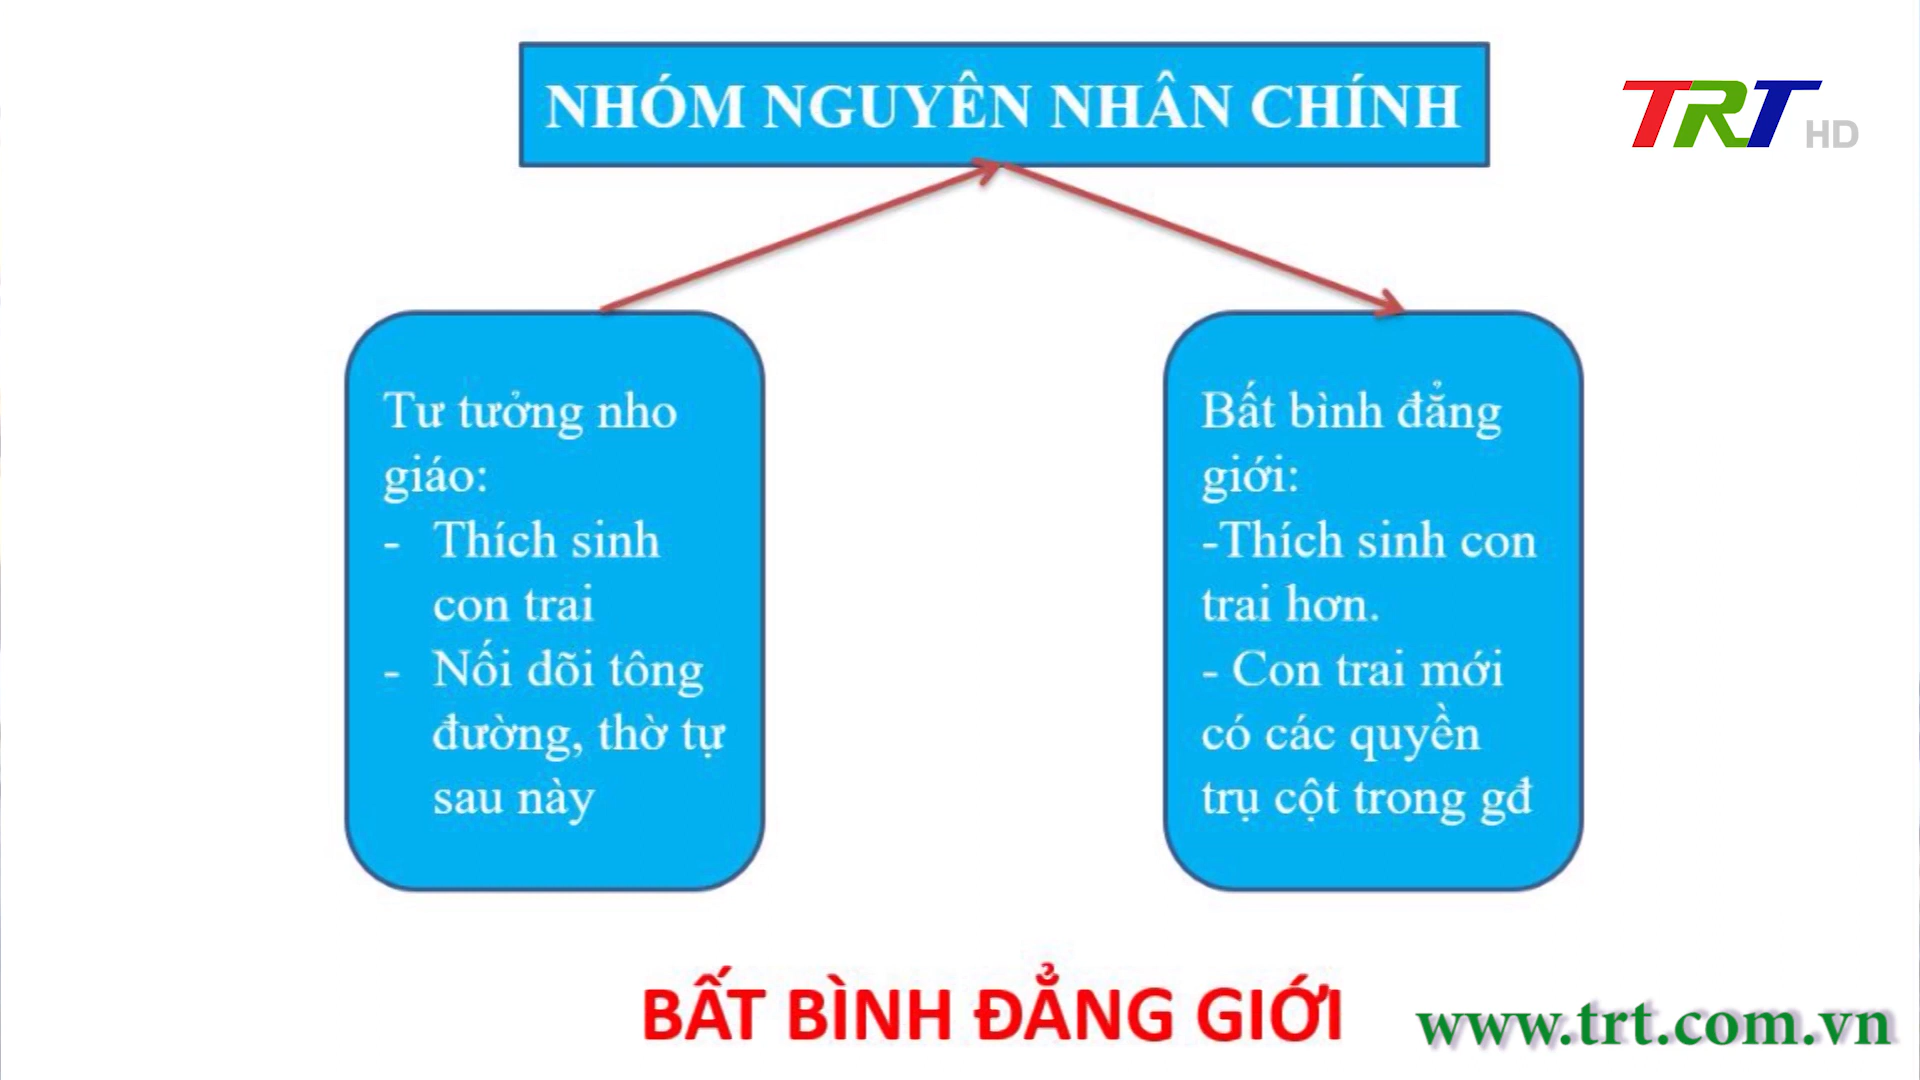 NHÓM NGUYÊN NHÂN CHÍNH
TRT HD
Tư tưởng nho
giáo:
- Thích sinh
con trai
- Nối dõi tông
đường, thờ tự
sau này
Bất bình đẳng
giới:
-Thích sinh con
trai hơn.
- Con trai mới
có các quyền
trụ cột trong gđ
BẤT BÌNH ĐẲNG GIỚI
www.trt.com.vn